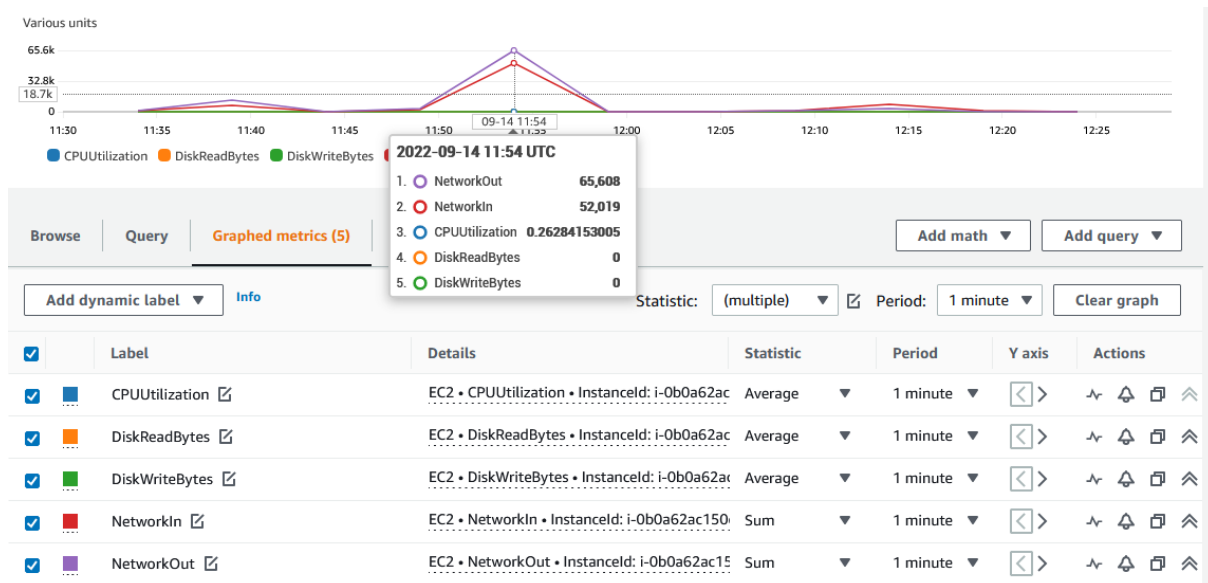 Various units
65.6k
32.8k
18.7k
0
11:30 11:35 11:40 11:45 11:50 11:55 12:00 12:05 12:10 12:15 12:20 12:25
09-14 11:54
CPUUtilization DiskReadBytes DiskWriteBytes
2022-09-14 11:54 UTC
1. NetworkOut 65,608
2. NetworkIn 52,019
3. CPUUtilization 0.26284153005
4. DiskReadBytes 0
5. DiskWriteBytes 0
Browse Query Graphed metrics (5) Add math Add query
Add dynamic label Info Statistic: (multiple) Period: 1 minute Clear graph
Label Details Statistic Period Y axis Actions
CPUUtilization EC2 • CPUUtilization • InstanceId: i-0b0a62ac Average 1 minute
DiskReadBytes EC2 • DiskReadBytes • InstanceId: i-0b0a62ac Average 1 minute
DiskWriteBytes EC2 • DiskWriteBytes • InstanceId: i-0b0a62ac Average 1 minute
NetworkIn EC2 • NetworkIn • InstanceId: i-0b0a62ac150 Sum 1 minute
NetworkOut EC2 • NetworkOut • InstanceId: i-0b0a62ac15 Sum 1 minute